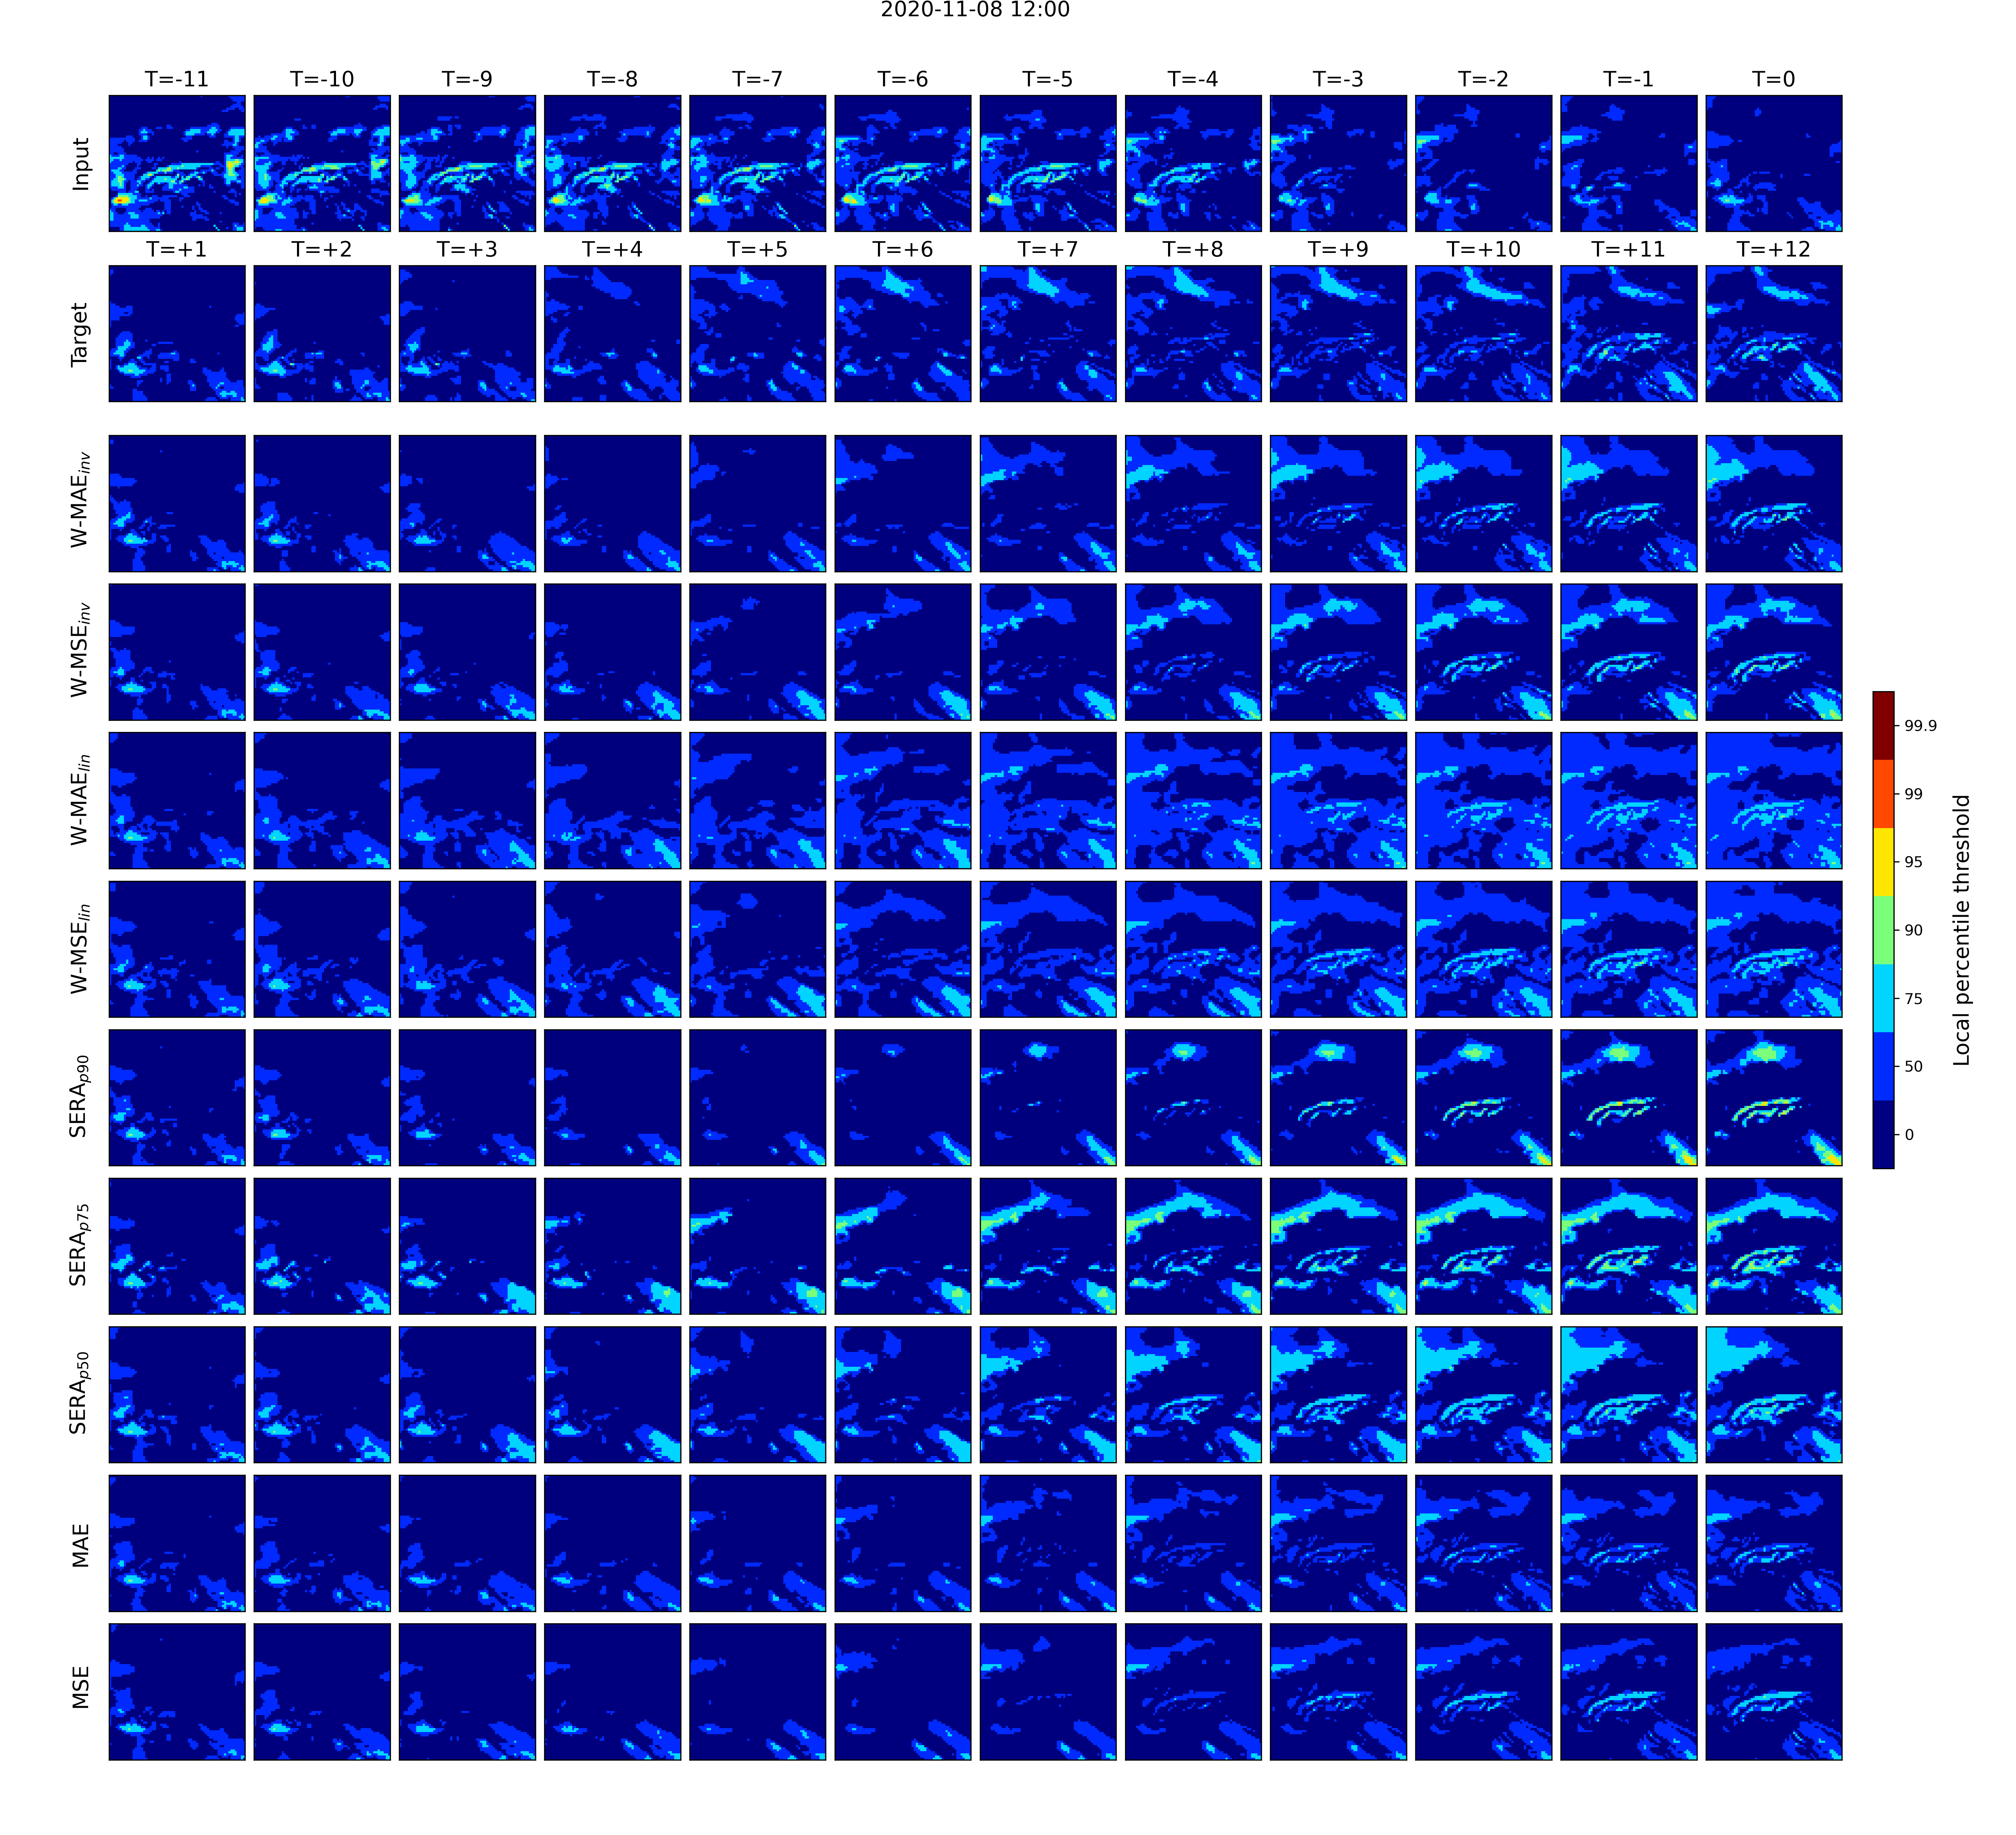 2020-11-08 12:00
T=-11 T=-10 T=-9 T=-8 T=-7 T=-6 T=-5 T=-4 T=-3 T=-2 T=-1 T=0
Input
T=+1 T=+2 T=+3 T=+4 T=+5 T=+6 T=+7 T=+8 T=+9 T=+10 T=+11 T=+12
Target
W-MAEinv
W-MSEinv
W-MAElin
W-MSElin
SERAp90
SERAp75
SERAp50
MAE
MSE
99.9
99
95
90
75
50
0
Local percentile threshold